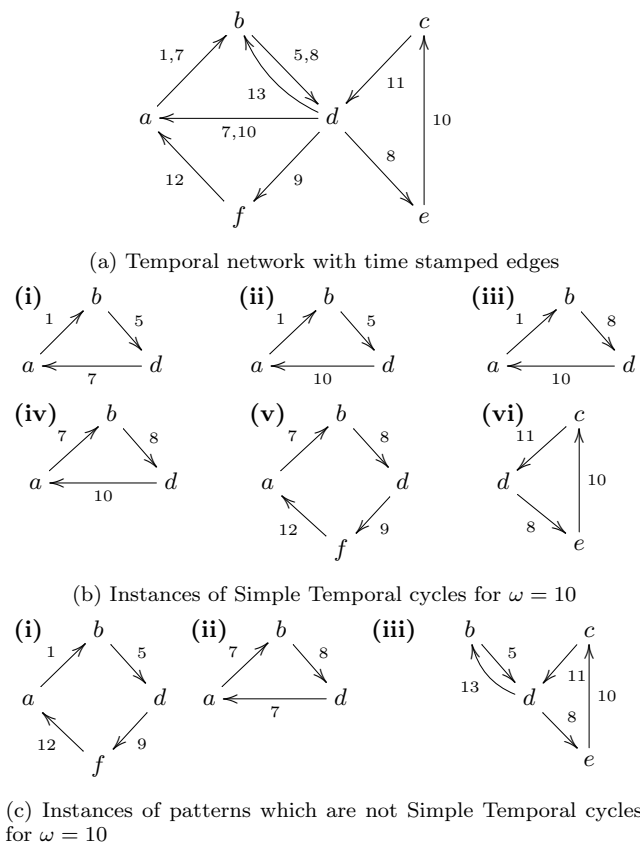 b
c
1,7
5,8
11
13
a
d
7,10
10
8
12
9
f
e
(a) Temporal network with time stamped edges
(i) b 1 5 a d 7
(ii) b 1 5 a d 10
(iii) b 1 8 a d 10
(iv) b 7 8 a d 10
(v) b 7 8 a d 12 9 f
(vi) c 11 d 10 8 e
(b) Instances of Simple Temporal cycles for ω = 10
(i) b 1 5 a d 12 9 f
(ii) b 7 8 a d 7
(iii) b c 5 11 13 d 10 8 e
(c) Instances of patterns which are not Simple Temporal cycles
for ω = 10